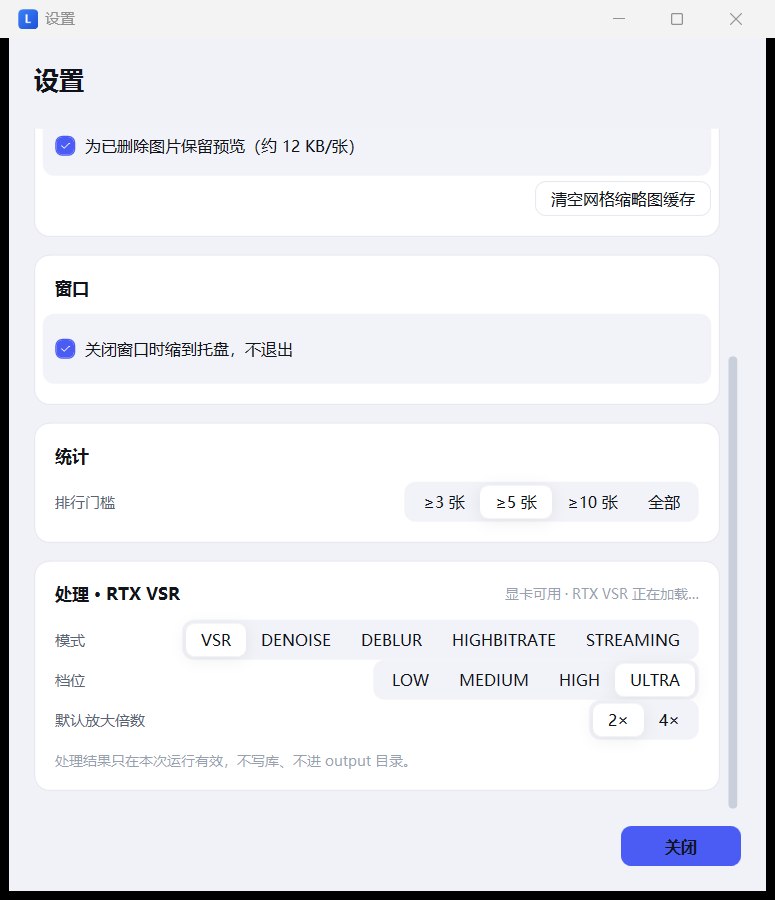 L 设置
设置
为已删除图片保留预览（约 12 KB/张）
清空网格缩略图缓存
窗口
关闭窗口时缩到托盘，不退出
统计
排行门槛 ≥3 张 ≥5 张 ≥10 张 全部
处理 • RTX VSR 显卡可用 · RTX VSR 正在加载...
模式 VSR DENOISE DEBLUR HIGHBITRATE STREAMING
档位 LOW MEDIUM HIGH ULTRA
默认放大倍数 2× 4×
处理结果只在本次运行有效，不写库、不进 output 目录。
关闭